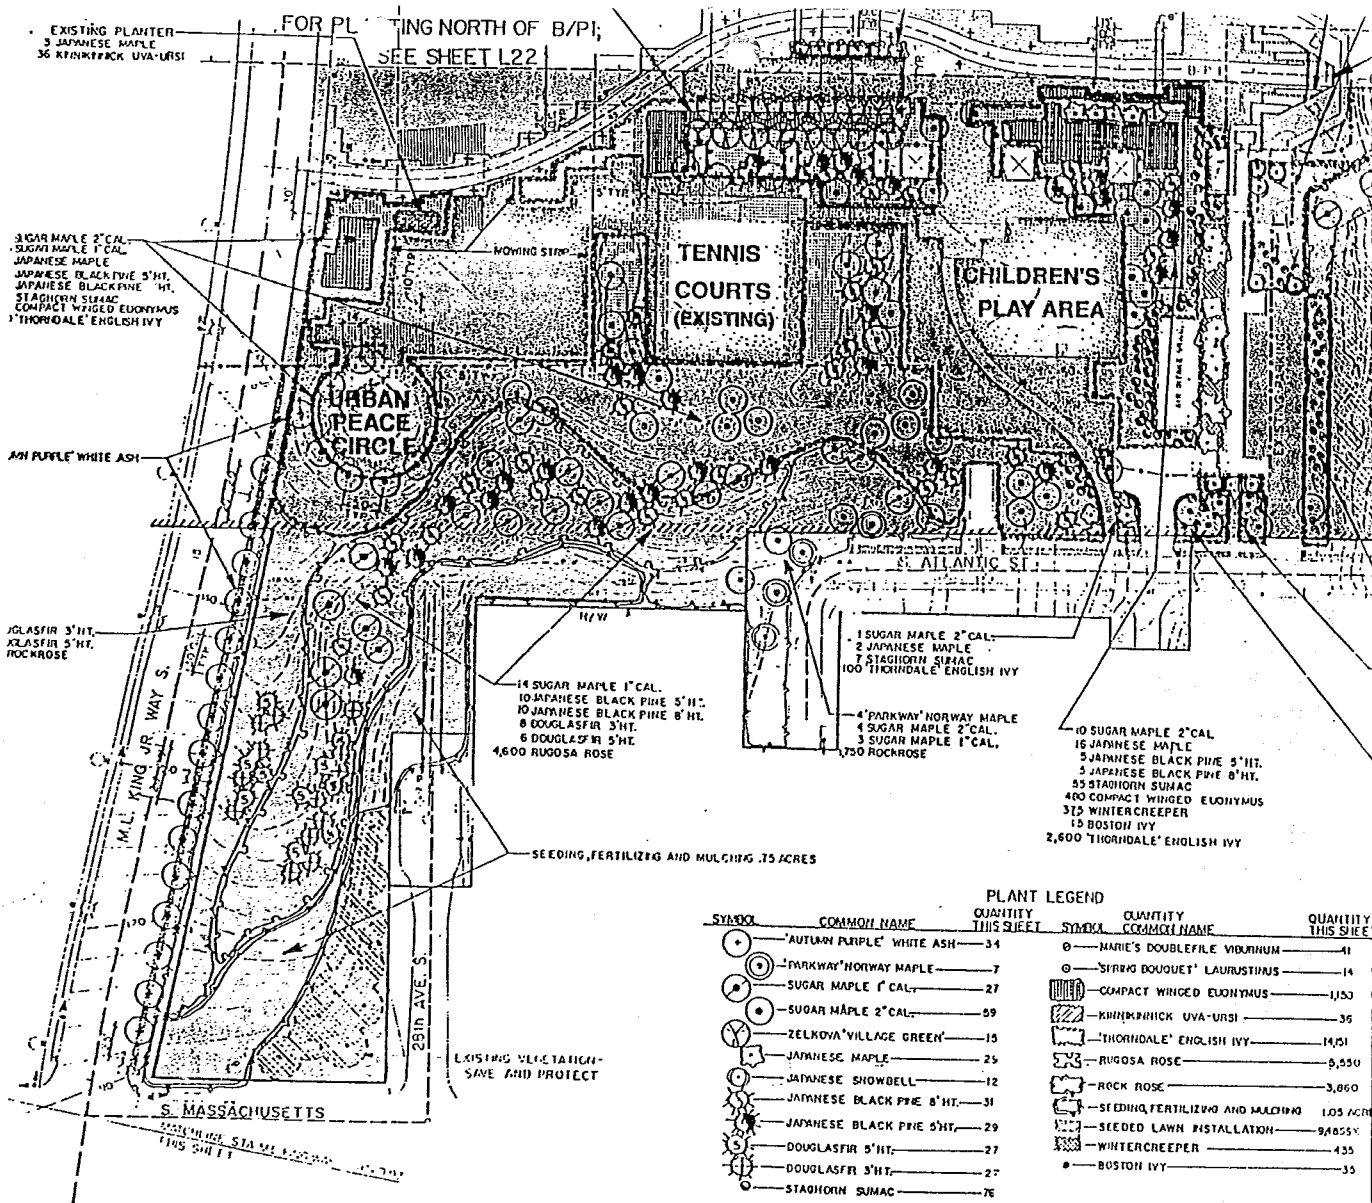 FOR PL TING NORTH OF B/P1;
SEE SHEET L22
EXISTING PLANTER
3 JAPANESE MAPLE
36 KINNIKINNICK UVA-URSI
SUGAR MAPLE 2" CAL.
SUGAR MAPLE 1" CAL.
JAPANESE MAPLE
JAPANESE BLACK PINE 5' HT.
JAPANESE BLACK PINE HT.
STAGHORN SUMAC
COMPACT WINGED EUONYMUS
'THORNDALE' ENGLISH IVY
MOWING STRIP
TENNIS
COURTS
(EXISTING)
CHILDREN'S
PLAY AREA
URBAN
PEACE
CIRCLE
PURPLE' WHITE ASH
S. ATLANTIC ST.
R/W
3' HT.
5' HT.
ROCKROSE
M.L. KING JR WAY S.
14 SUGAR MAPLE 1" CAL.
10 JAPANESE BLACK PINE 5' HT.
10 JAPANESE BLACK PINE 8' HT.
8 DOUGLASFIR 3' HT.
6 DOUGLASFIR 5' HT.
4,600 RUGOSA ROSE
1 SUGAR MAPLE 2" CAL.
2 JAPANESE MAPLE
7 STAGHORN SUMAC
100 'THORNDALE' ENGLISH IVY
4 'PARKWAY' NORWAY MAPLE
4 SUGAR MAPLE 2" CAL.
3 SUGAR MAPLE 1" CAL.
1,750 ROCKROSE
10 SUGAR MAPLE 2" CAL
16 JAPANESE MAPLE
5 JAPANESE BLACK PINE 5' HT.
5 JAPANESE BLACK PINE 8' HT.
55 STAGHORN SUMAC
400 COMPACT WINGED EUONYMUS
375 WINTERCREEPER
15 BOSTON IVY
2,600 'THORNDALE' ENGLISH IVY
SEEDING, FERTILIZING AND MULCHING .75 ACRES
28th AVE S.
EXISTING VEGETATION-
SAVE AND PROTECT
S. MASSACHUSETTS
MATCHLINE STA
THIS SHEET
PLANT LEGEND
SYMBOL COMMON NAME QUANTITY THIS SHEET
'AUTUMN PURPLE' WHITE ASH 34
'PARKWAY' NORWAY MAPLE 7
SUGAR MAPLE 1" CAL. 27
SUGAR MAPLE 2" CAL. 59
ZELKOVA 'VILLAGE GREEN' 15
JAPANESE MAPLE 25
JAPANESE SNOWBELL 12
JAPANESE BLACK PINE 8' HT. 31
JAPANESE BLACK PINE 5' HT. 29
DOUGLASFIR 5' HT. 27
DOUGLASFIR 3' HT. 27
STAGHORN SUMAC 76
SYMBOL QUANTITY COMMON NAME QUANTITY THIS SHEE
MARIE'S DOUBLEFILE VIBURNUM 41
'SPRING BOUQUET' LAURUSTINUS 14
COMPACT WINGED EUONYMUS 1,153
KINNIKINNICK UVA-URSI 36
'THORNDALE' ENGLISH IVY 14,151
RUGOSA ROSE
ROCK ROSE 3,860
SEEDING, FERTILIZING AND MULCHING 1.05 ACRE
SEEDED LAWN INSTALLATION
WINTERCREEPER 435
BOSTON IVY 35